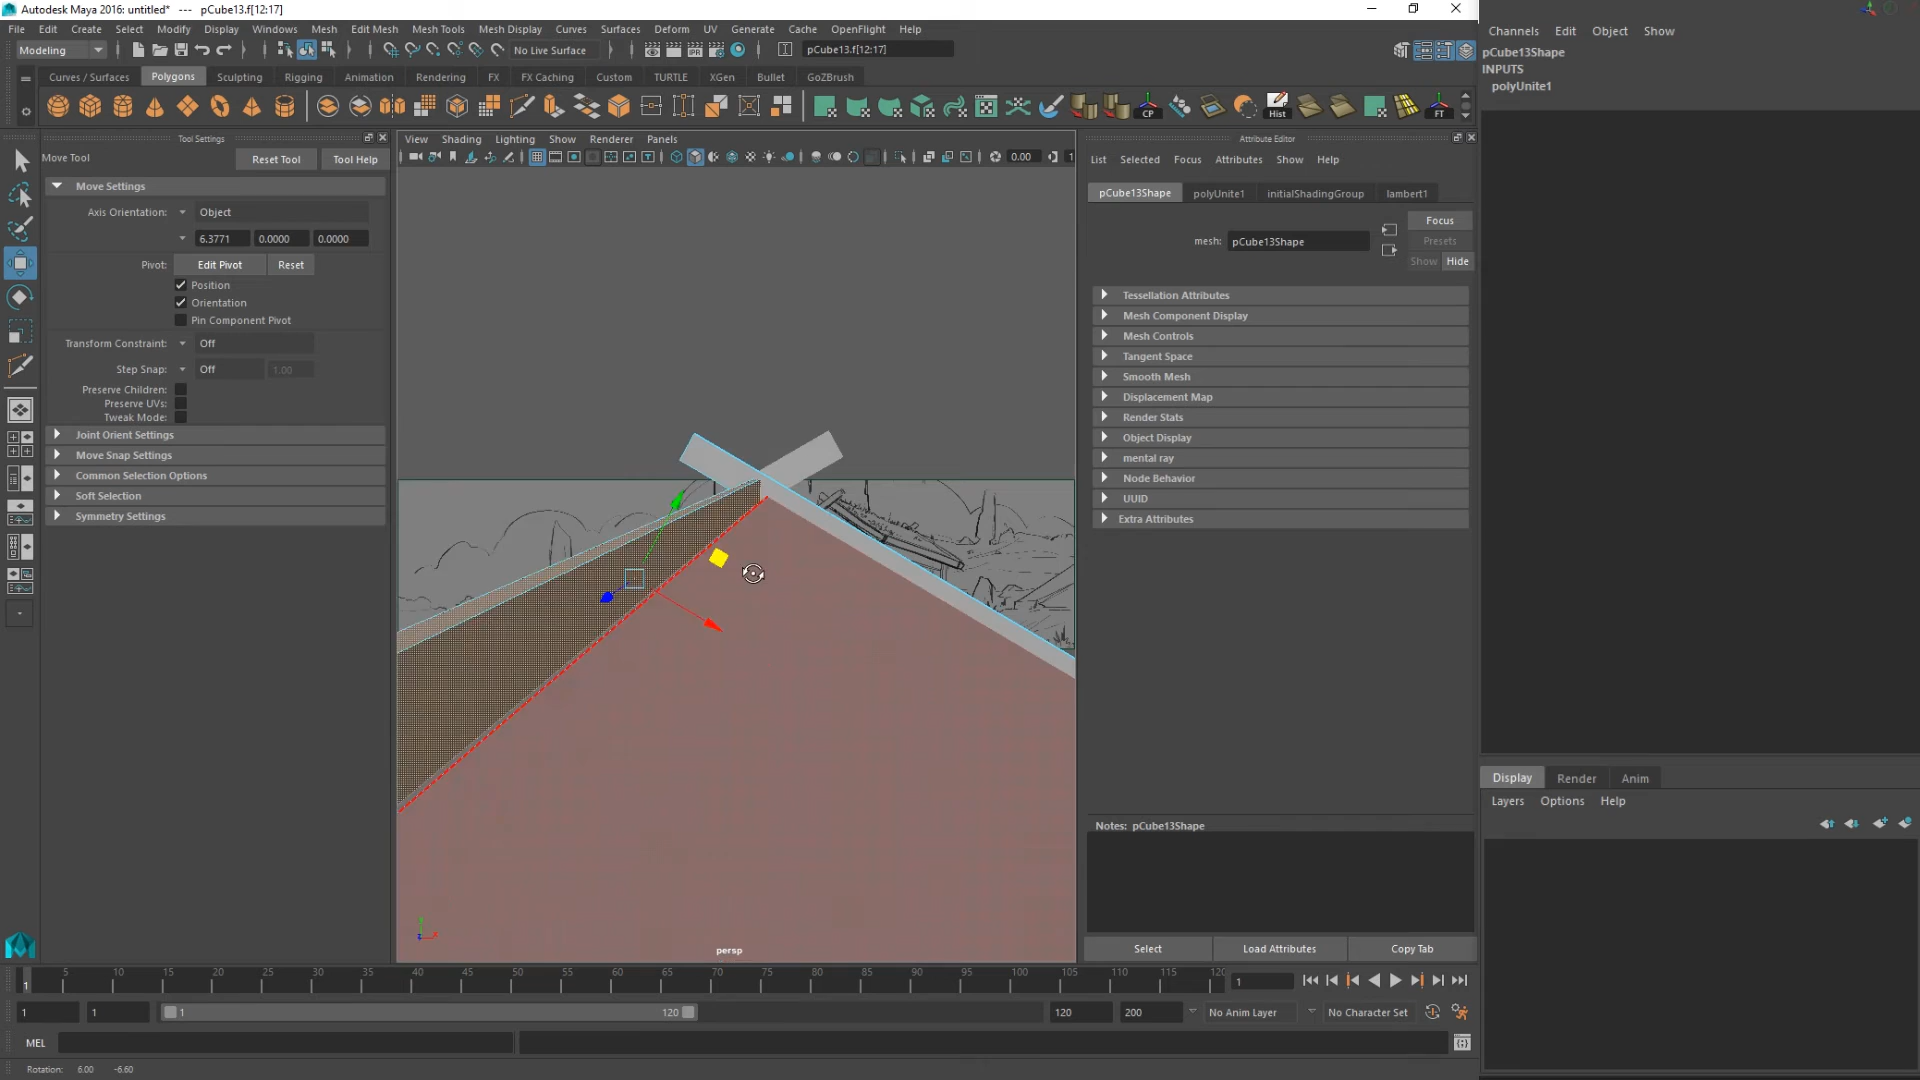 Autodesk Maya 2016: untitled*   ---   pCube13.f[12:17]
File Edit Create Select Modify Display Windows Mesh Edit Mesh Mesh Tools Mesh Display Curves Surfaces Deform UV Generate Cache OpenFlight Help
Modeling No Live Surface pCube13.f[12:17]
Curves / Surfaces Polygons Sculpting Rigging Animation Rendering FX FX Caching Custom TURTLE XGen Bullet GoZBrush
CP Hist FT
Tool Settings
Move Tool Reset Tool Tool Help
Move Settings
Axis Orientation: Object
6.3771 0.0000 0.0000
Pivot: Edit Pivot Reset
Position
Orientation
Pin Component Pivot
Transform Constraint: Off
Step Snap: Off 1.00
Preserve Children:
Preserve UVs:
Tweak Mode:
Joint Orient Settings
Move Snap Settings
Common Selection Options
Soft Selection
Symmetry Settings
View Shading Lighting Show Renderer Panels
0.00 1
persp
Attribute Editor
List Selected Focus Attributes Show Help
pCube13Shape polyUnite1 initialShadingGroup lambert1
mesh: pCube13Shape
Focus
Presets
Show Hide
Tessellation Attributes
Mesh Component Display
Mesh Controls
Tangent Space
Smooth Mesh
Displacement Map
Render Stats
Object Display
mental ray
Node Behavior
UUID
Extra Attributes
Notes: pCube13Shape
Select Load Attributes Copy Tab
Channels Edit Object Show
pCube13Shape
INPUTS
polyUnite1
Display Render Anim
Layers Options Help
1 5 10 15 20 25 30 35 40 45 50 55 60 65 70 75 80 85 90 95 100 105 110 115 120 1
1 1 1 120 120 200 No Anim Layer No Character Set
MEL
Rotation: 6.00 -6.60